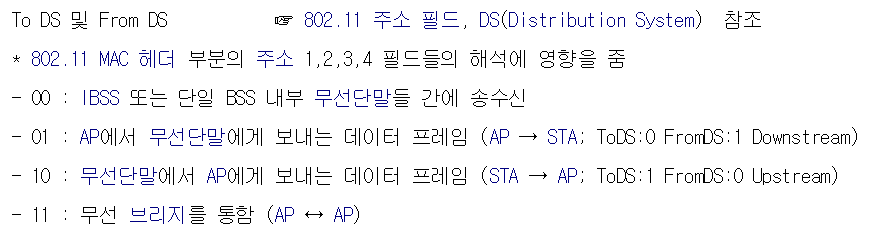 To DS 및 From DS ☞ 802.11 주소 필드, DS(Distribution System) 참조
* 802.11 MAC 헤더 부분의 주소 1,2,3,4 필드들의 해석에 영향을 줌
- 00 : IBSS 또는 단일 BSS 내부 무선단말들 간에 송수신
- 01 : AP에서 무선단말에게 보내는 데이터 프레임 (AP → STA; ToDS:0 FromDS:1 Downstream)
- 10 : 무선단말에서 AP에게 보내는 데이터 프레임 (STA → AP; ToDS:1 FromDS:0 Upstream)
- 11 : 무선 브리지를 통함 (AP ↔ AP)